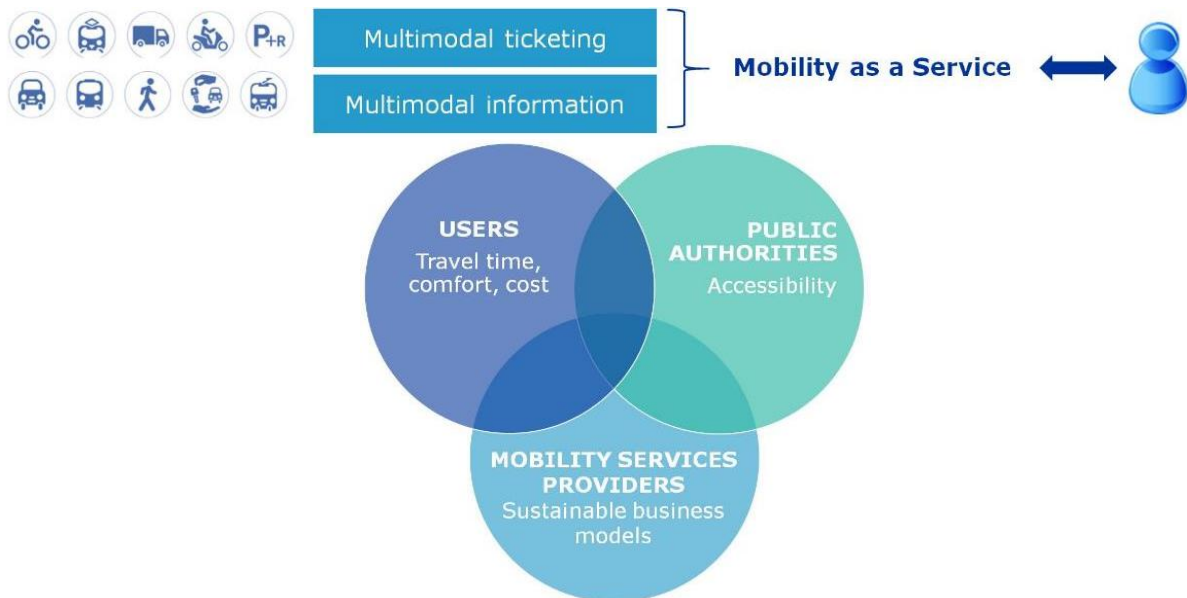 P+R
Multimodal ticketing
Multimodal information
Mobility as a Service
USERS
Travel time,
comfort, cost
PUBLIC
AUTHORITIES
Accessibility
MOBILITY SERVICES
PROVIDERS
Sustainable business
models